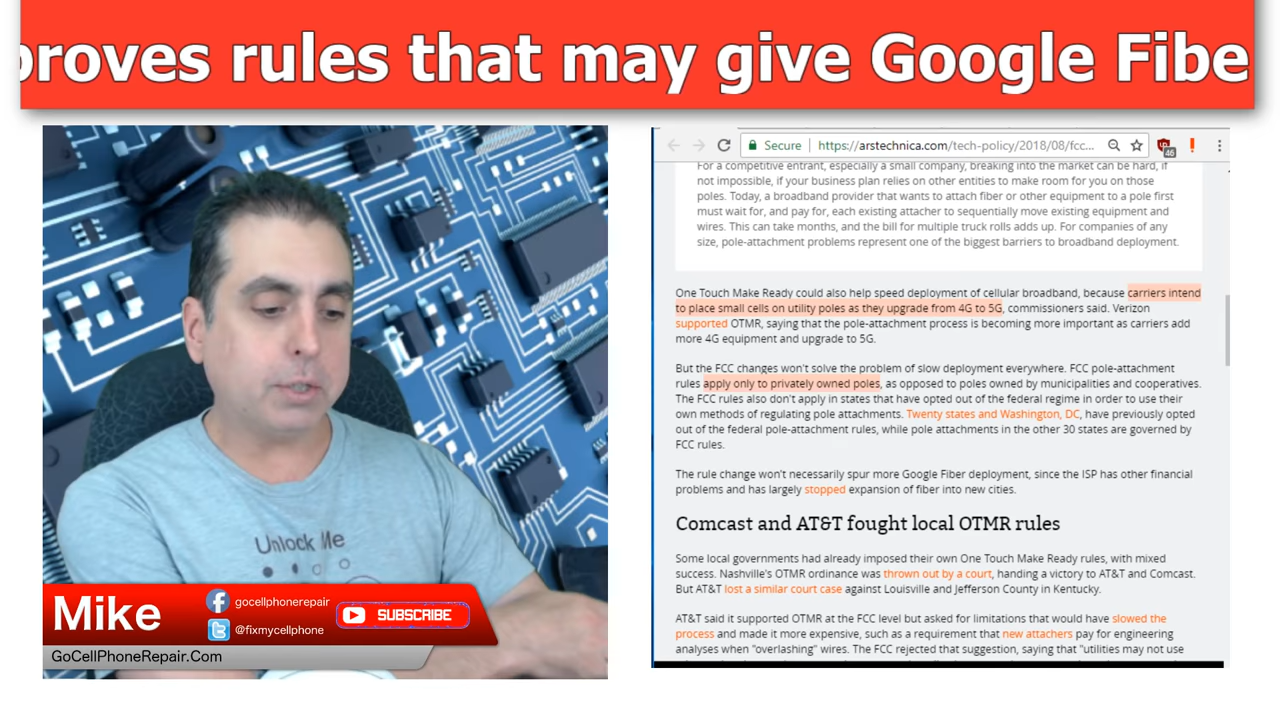 proves rules that may give Google Fibe
Unlock Me
Mike
gocellphonerepair
SUBSCRIBE
@fixmycellphone
GoCellPhoneRepair.Com
Secure
https://arstechnica.com/tech-policy/2018/08/fcc...
46
For a competitive entrant, especially a small company, breaking into the market can be hard, if
not impossible, if your business plan relies on other entities to make room for you on those
poles. Today, a broadband provider that wants to attach fiber or other equipment to a pole first
must wait for, and pay for, each existing attacher to sequentially move existing equipment and
wires. This can take months, and the bill for multiple truck rolls adds up. For companies of any
size, pole-attachment problems represent one of the biggest barriers to broadband deployment.
One Touch Make Ready could also help speed deployment of cellular broadband, because carriers intend
to place small cells on utility poles as they upgrade from 4G to 5G, commissioners said. Verizon
supported OTMR, saying that the pole-attachment process is becoming more important as carriers add
more 4G equipment and upgrade to 5G.
But the FCC changes won't solve the problem of slow deployment everywhere. FCC pole-attachment
rules apply only to privately owned poles, as opposed to poles owned by municipalities and cooperatives.
The FCC rules also don't apply in states that have opted out of the federal regime in order to use their
own methods of regulating pole attachments. Twenty states and Washington, DC, have previously opted
out of the federal pole-attachment rules, while pole attachments in the other 30 states are governed by
FCC rules.
The rule change won't necessarily spur more Google Fiber deployment, since the ISP has other financial
problems and has largely stopped expansion of fiber into new cities.
Comcast and AT&T fought local OTMR rules
Some local governments had already imposed their own One Touch Make Ready rules, with mixed
success. Nashville's OTMR ordinance was thrown out by a court, handing a victory to AT&T and Comcast.
But AT&T lost a similar court case against Louisville and Jefferson County in Kentucky.
AT&T said it supported OTMR at the FCC level but asked for limitations that would have slowed the
process and made it more expensive, such as a requirement that new attachers pay for engineering
analyses when "overlashing" wires. The FCC rejected that suggestion, saying that "utilities may not use